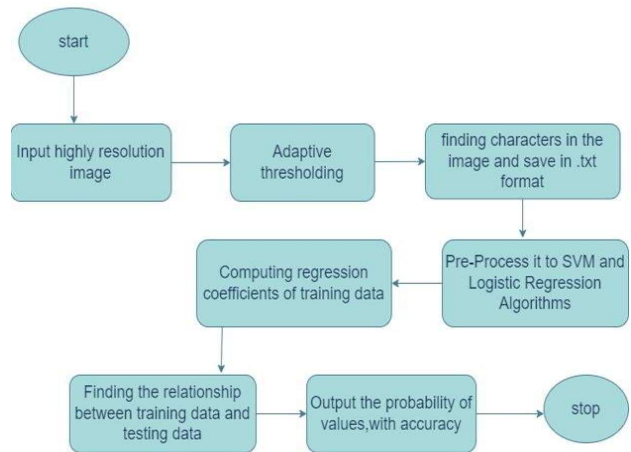 start
Input highly resolution
image
Adaptive
thresholding
finding characters in the
image and save in .txt
format
Pre-Process it to SVM and
Logistic Regression
Algorithms
Computing regression
coefficients of training data
Finding the relationship
between training data and
testing data
Output the probability of
values,with accuracy
stop